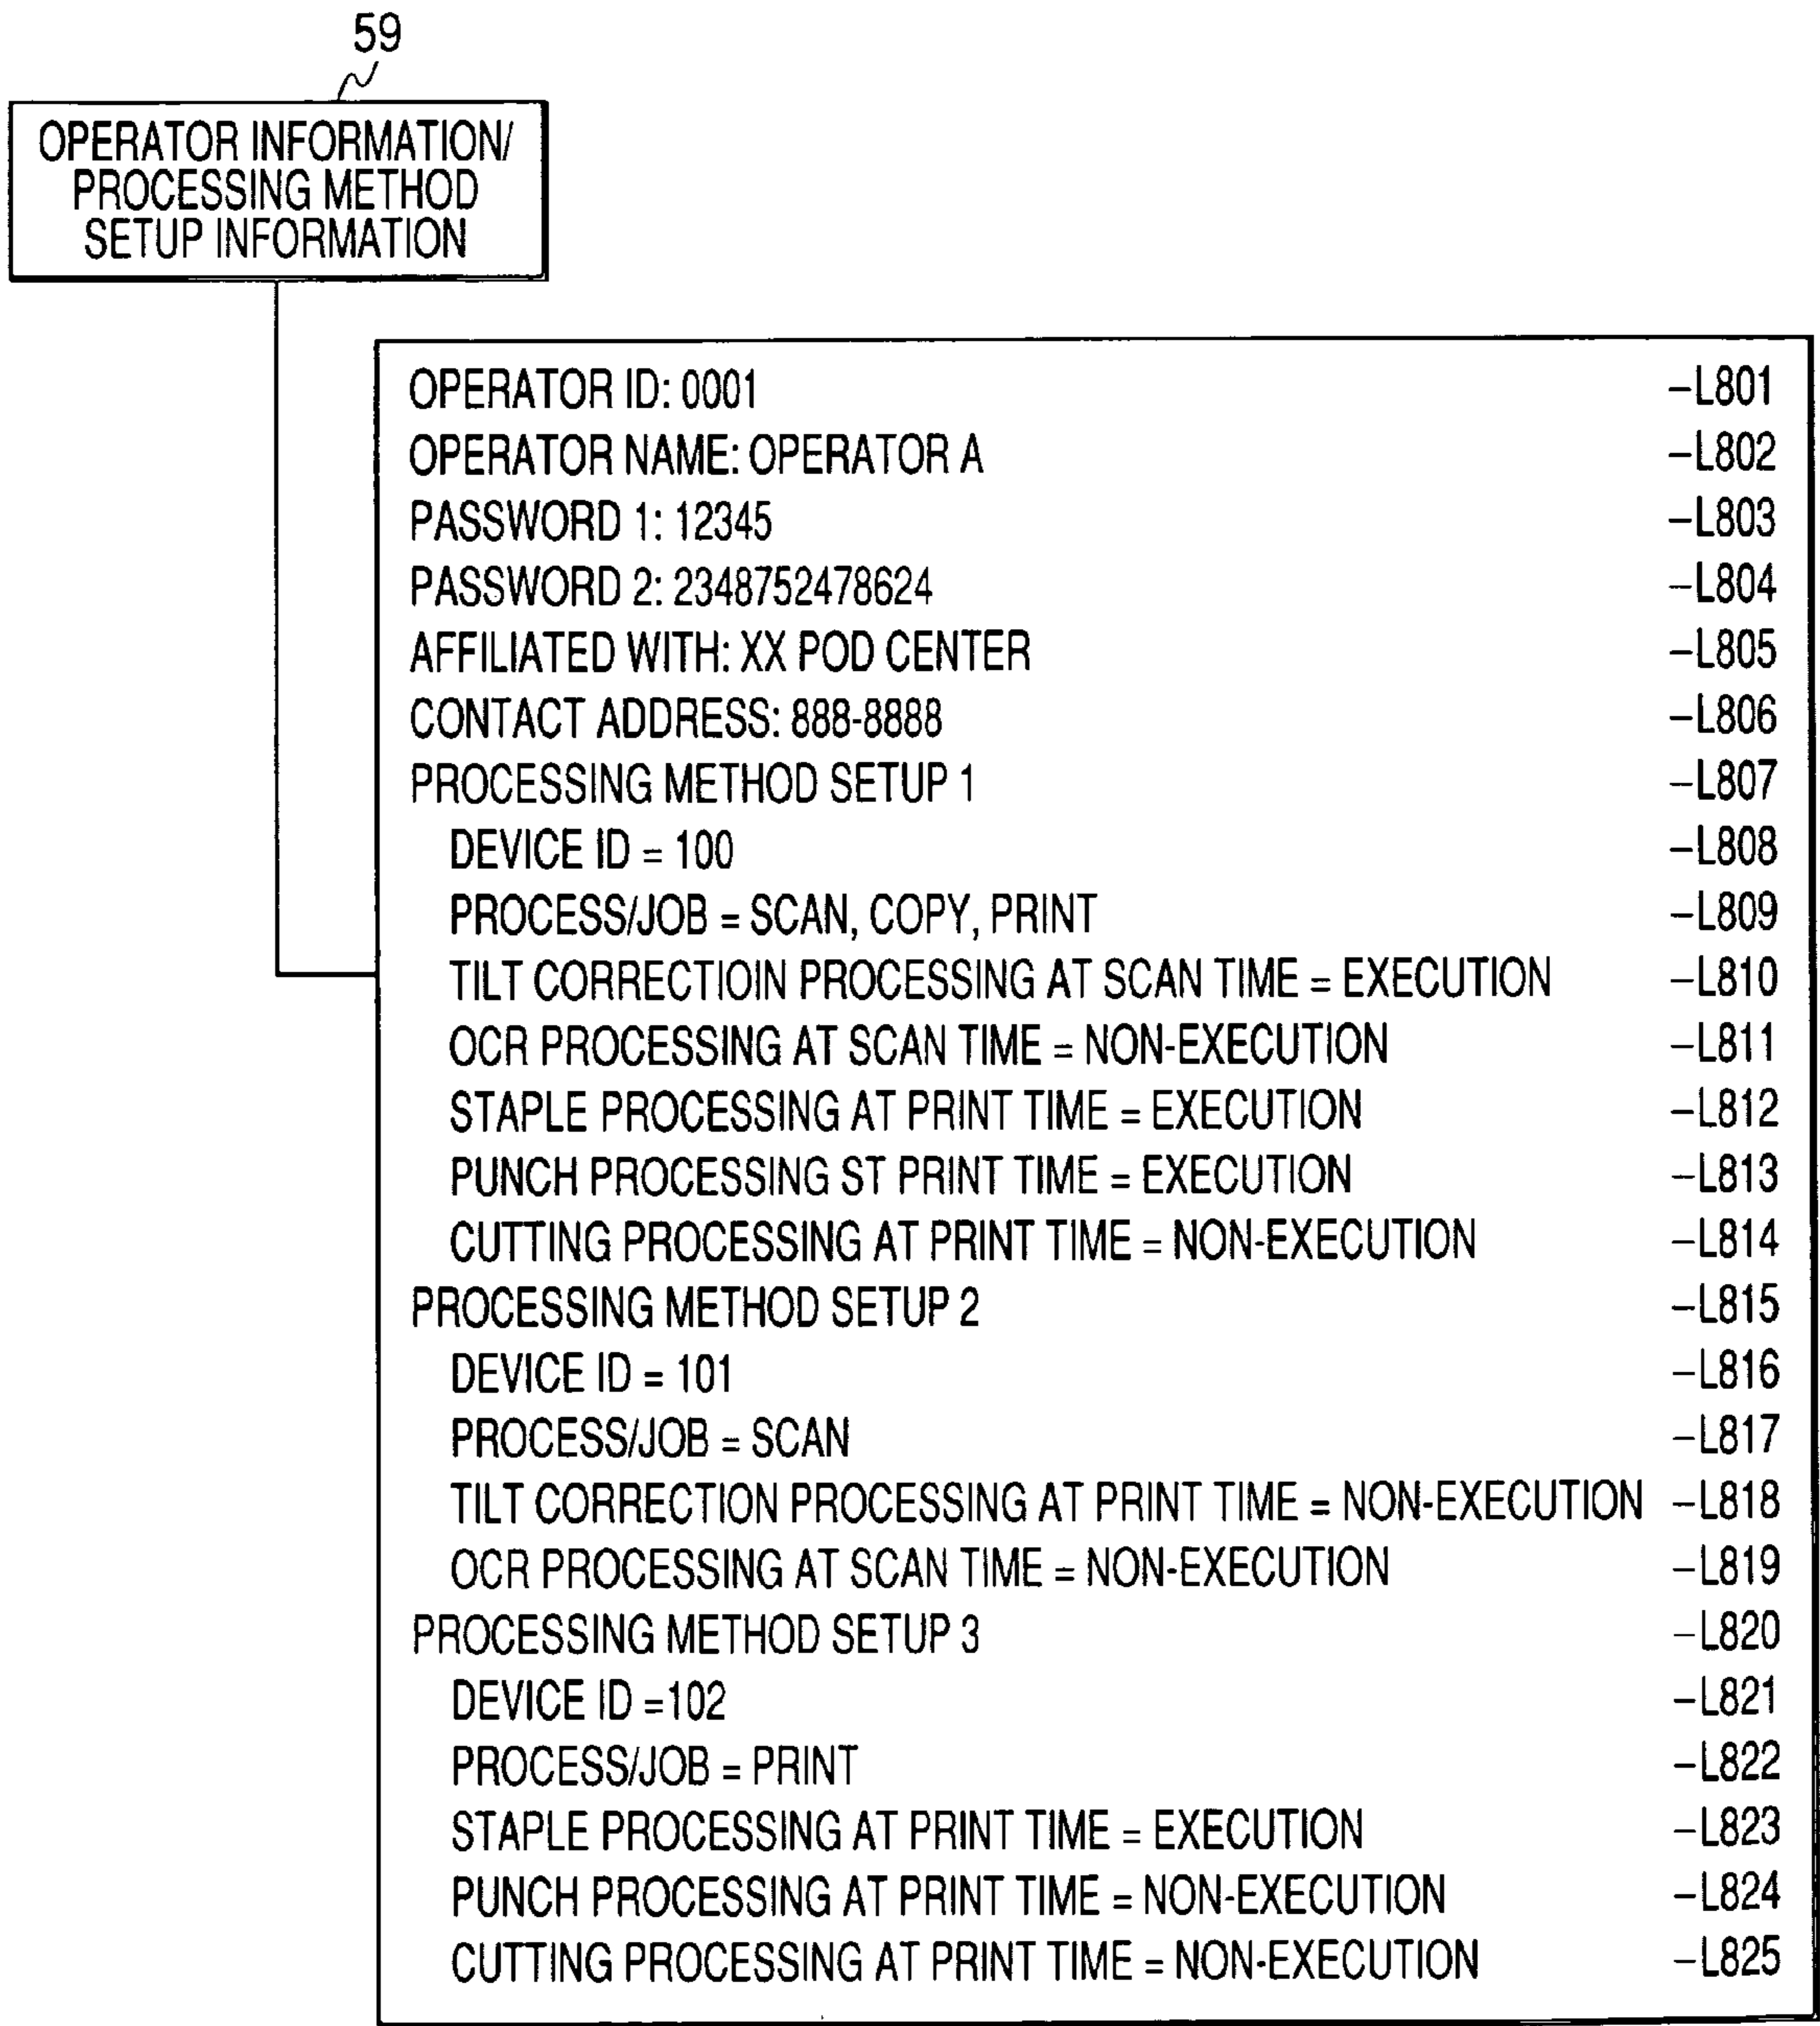 59
OPERATOR INFORMATION/
PROCESSING METHOD
SETUP INFORMATION
OPERATOR ID: 0001 -L801
OPERATOR NAME: OPERATOR A -L802
PASSWORD 1: 12345 -L803
PASSWORD 2: 2348752478624 -L804
AFFILIATED WITH: XX POD CENTER -L805
CONTACT ADDRESS: 888-8888 -L806
PROCESSING METHOD SETUP 1 -L807
DEVICE ID = 100 -L808
PROCESS/JOB = SCAN, COPY, PRINT -L809
TILT CORRECTIOIN PROCESSING AT SCAN TIME = EXECUTION -L810
OCR PROCESSING AT SCAN TIME = NON-EXECUTION -L811
STAPLE PROCESSING AT PRINT TIME = EXECUTION -L812
PUNCH PROCESSING ST PRINT TIME = EXECUTION -L813
CUTTING PROCESSING AT PRINT TIME = NON-EXECUTION -L814
PROCESSING METHOD SETUP 2 -L815
DEVICE ID = 101 -L816
PROCESS/JOB = SCAN -L817
TILT CORRECTION PROCESSING AT PRINT TIME = NON-EXECUTION -L818
OCR PROCESSING AT SCAN TIME = NON-EXECUTION -L819
PROCESSING METHOD SETUP 3 -L820
DEVICE ID =102 -L821
PROCESS/JOB = PRINT -L822
STAPLE PROCESSING AT PRINT TIME = EXECUTION -L823
PUNCH PROCESSING AT PRINT TIME = NON-EXECUTION -L824
CUTTING PROCESSING AT PRINT TIME = NON-EXECUTION -L825